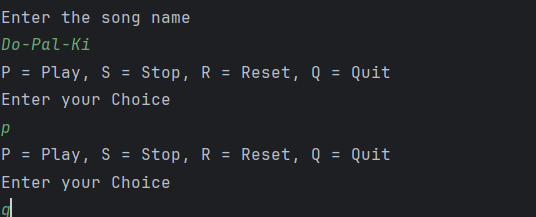 Enter the song name
Do-Pal-Ki
P = Play, S = Stop, R = Reset, Q = Quit
Enter your Choice
p
P = Play, S = Stop, R = Reset, Q = Quit
Enter your Choice
q